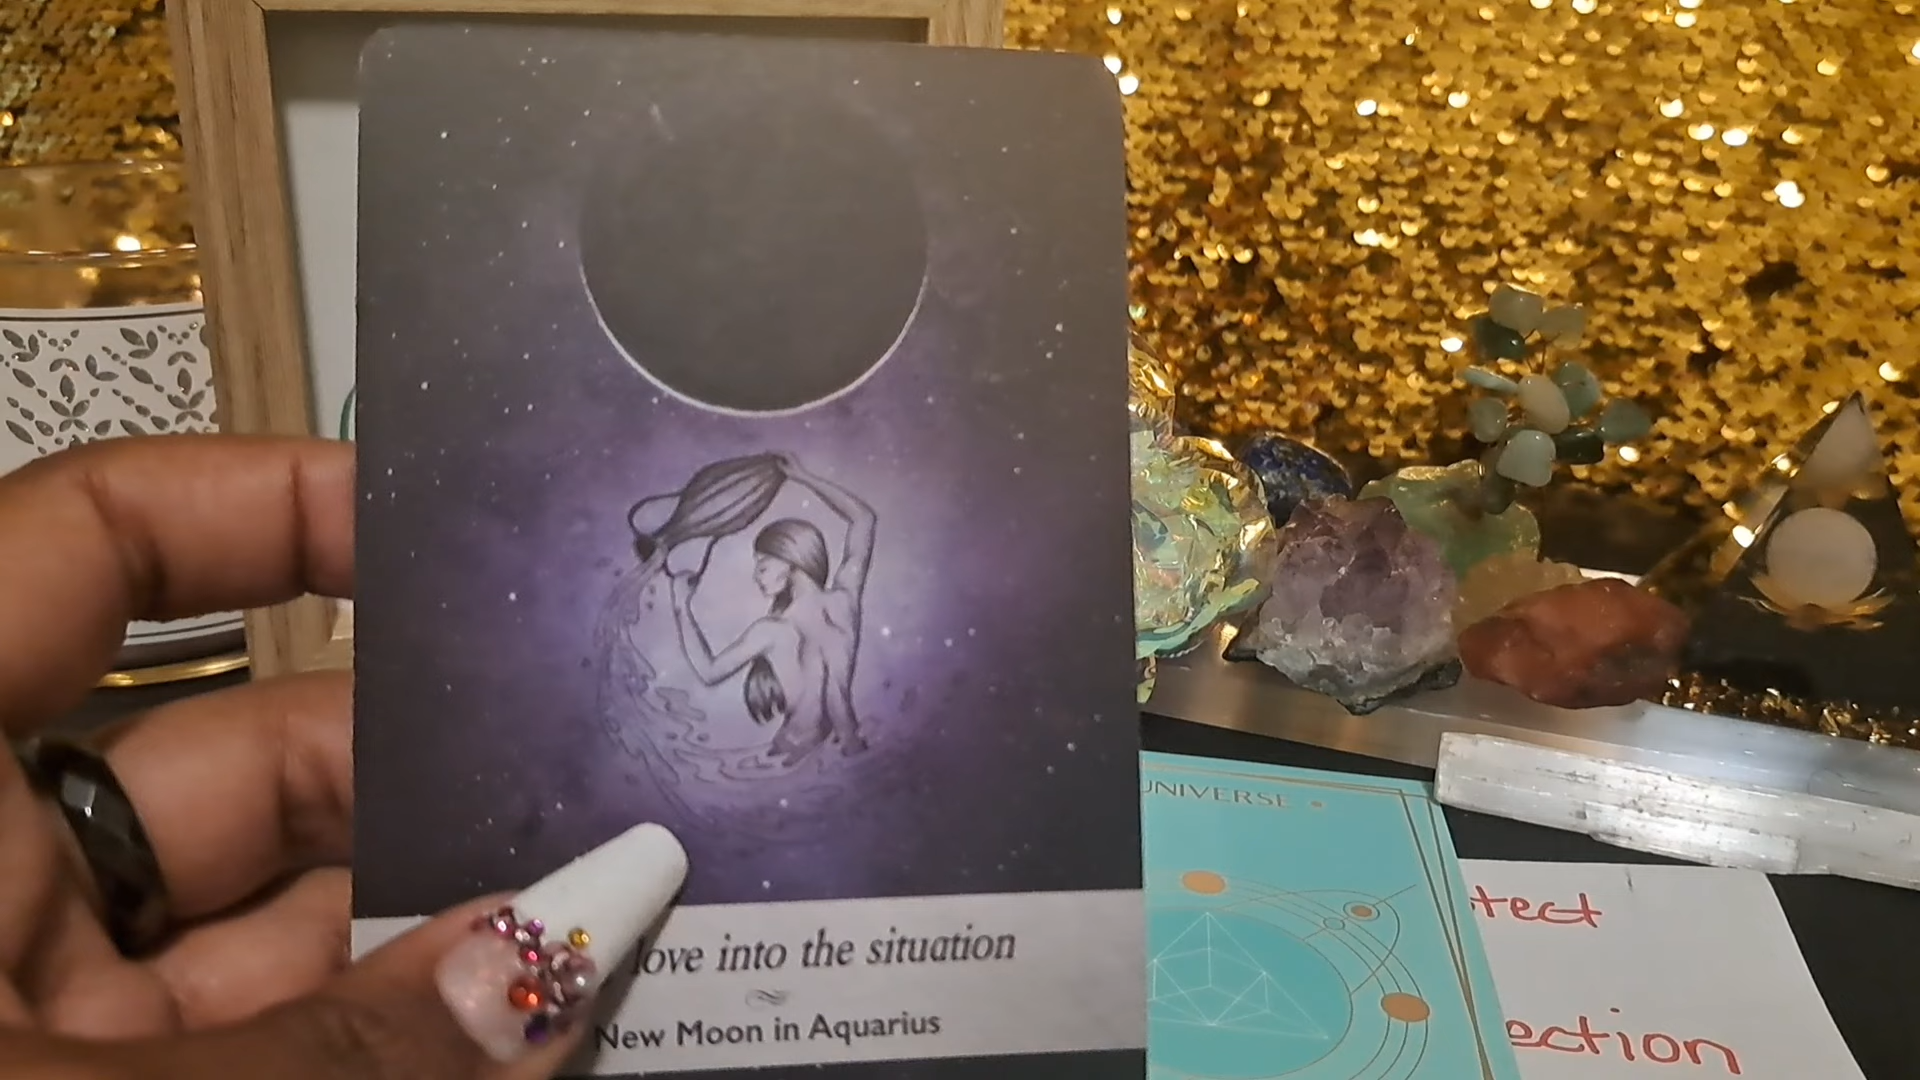 love into the situation
New Moon in Aquarius
UNIVERSE
tect
ection